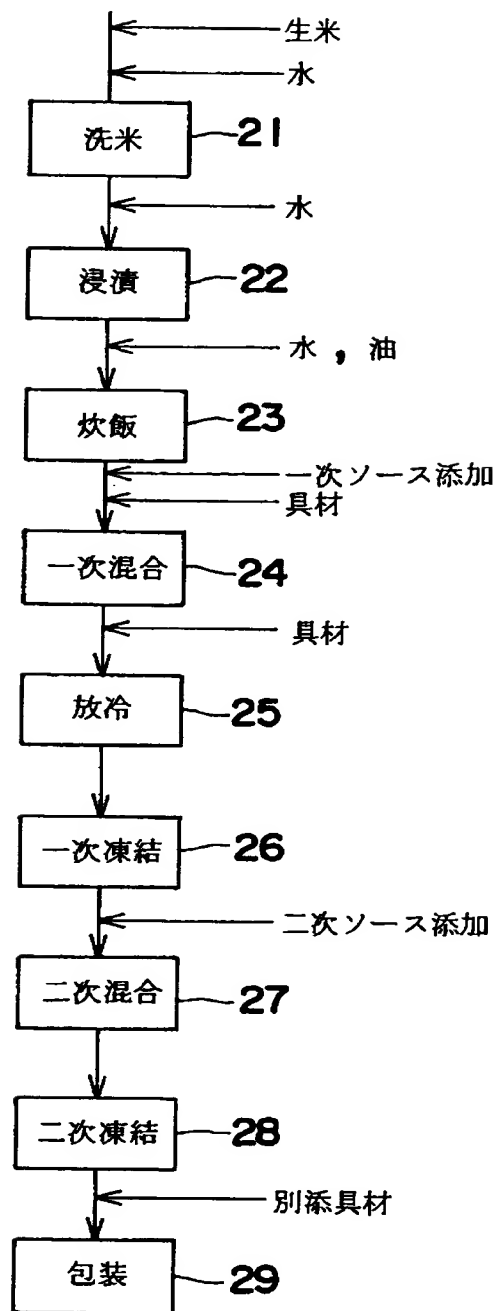 生米
水
洗米
21
水
浸漬
22
水，油
炊飯
23
一次ソース添加
具材
一次混合
24
具材
放冷
25
一次凍結
26
二次ソース添加
二次混合
27
二次凍結
28
別添具材
包装
29